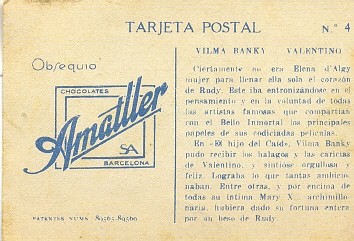 TARJETA POSTAL
N.º 4
Obsequio
CHOCOLATES
Amatller
SA
BARCELONA
PATENTES NUMS. 89565-89566
VILMA BANKY VALENTINO
Ciertamente no era Elena d'Algy
mujer para llenar ella sola el corazón
de Rudy. Este iba entronizándose en el
pensamiento y en la voluntad de todas
las artistas famosas que compartían
con el Bello Inmortal los principales
papeles de sus codiciadas películas.
En «El hijo del Caíd», Vilma Banky
pudo recibir los halagos y las caricias
de Valentino, y sintióse orgullosa y
feliz. Lograba lo que tantas ambicio-
naban. Entre otras, y por encima de
todas su íntima Mary X., archimillo-
naria, hubiera dado su fortuna entera
por un beso de Rudy.